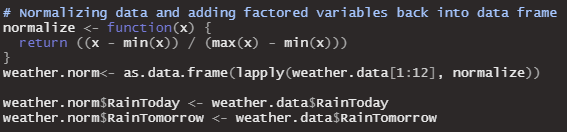 # Normalizing data and adding factored variables back into data frame
normalize <- function(x) {
  return ((x - min(x)) / (max(x) - min(x)))
}
weather.norm<- as.data.frame(lapply(weather.data[1:12], normalize))

weather.norm$RainToday <- weather.data$RainToday
weather.norm$RainTomorrow <- weather.data$RainTomorrow